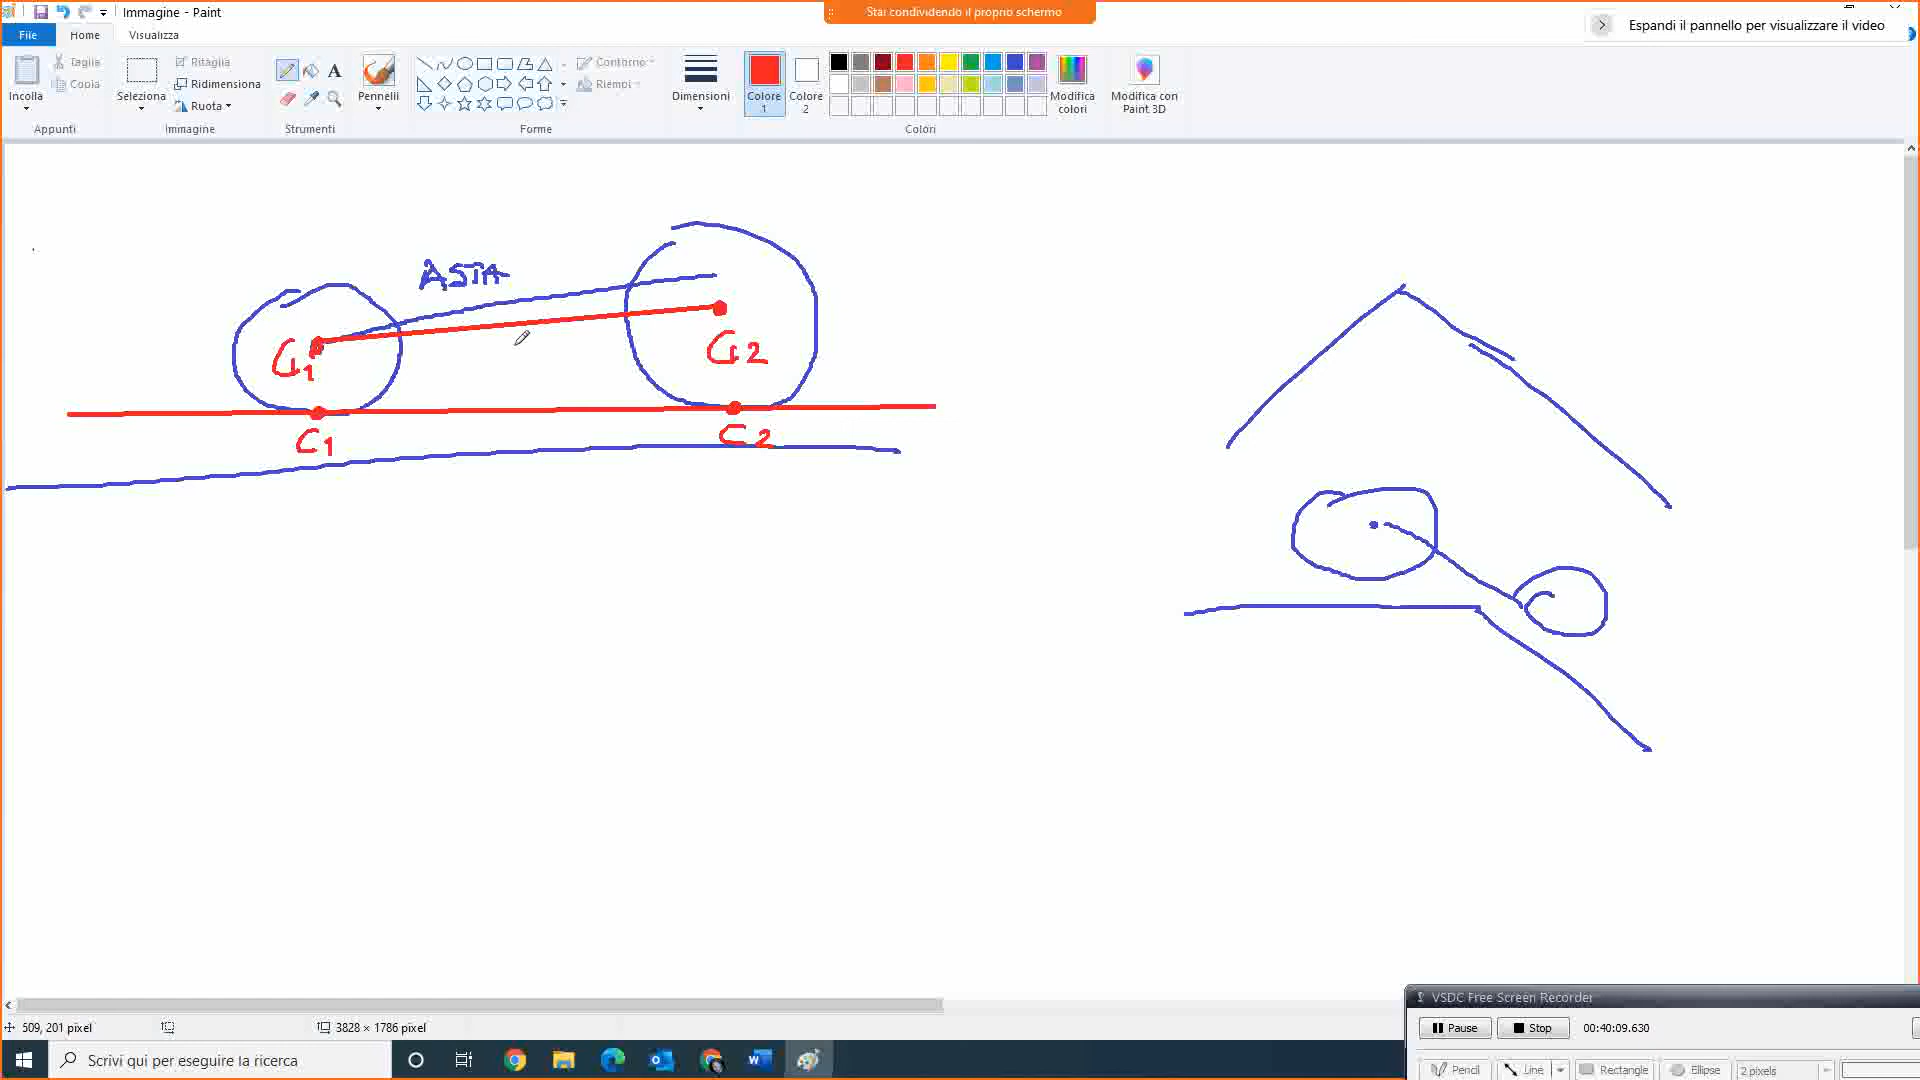 Immagine - Paint
Stai condividendo il proprio schermo
Espandi il pannello per visualizzare il video
File Home Visualizza
Incolla
Taglia
Copia
Appunti
Seleziona
Ritaglia
Ridimensiona
Ruota
Immagine
Strumenti
Pennelli
Contorno
Riempi
Forme
Dimensioni
Colore 1
Colore 2
Colori
Modifica colori
Modifica con Paint 3D
ASTA
G1
G2
C1
C2
509, 201 pixel
3828 × 1786 pixel
VSDC Free Screen Recorder
Pause Stop 00:40:09.630
Pencil Line Rectangle Ellipse 2 pixels
Scrivi qui per eseguire la ricerca